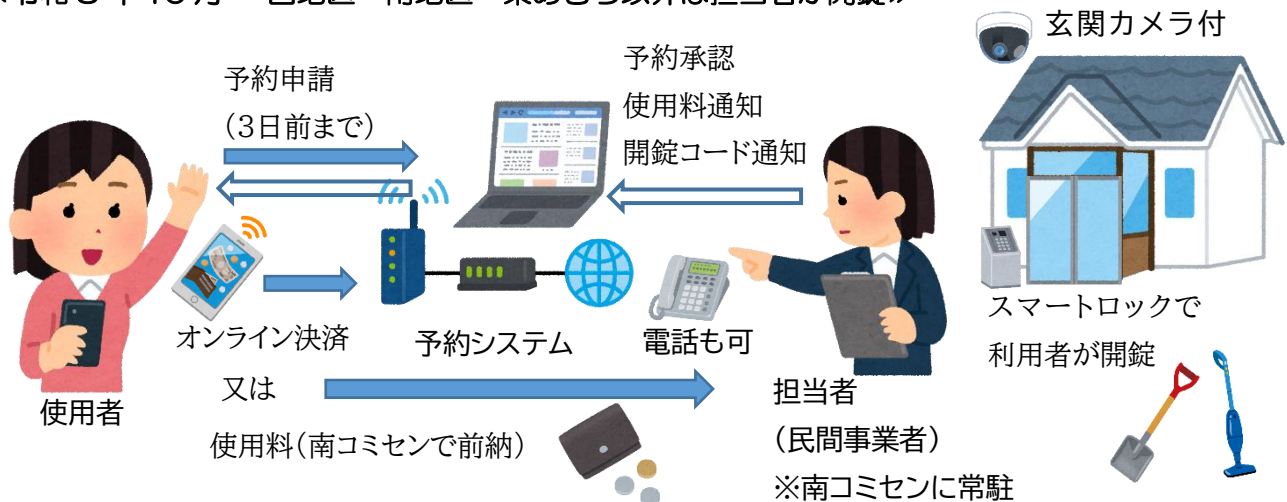 玄関カメラ付
予約申請
(3日前まで)
予約承認
使用料通知
開錠コード通知
オンライン決済
予約システム
電話も可
スマートロックで
利用者が開錠
使用者
又は
使用料(南コミセンで前納)
担当者
(民間事業者)
※南コミセンに常駐